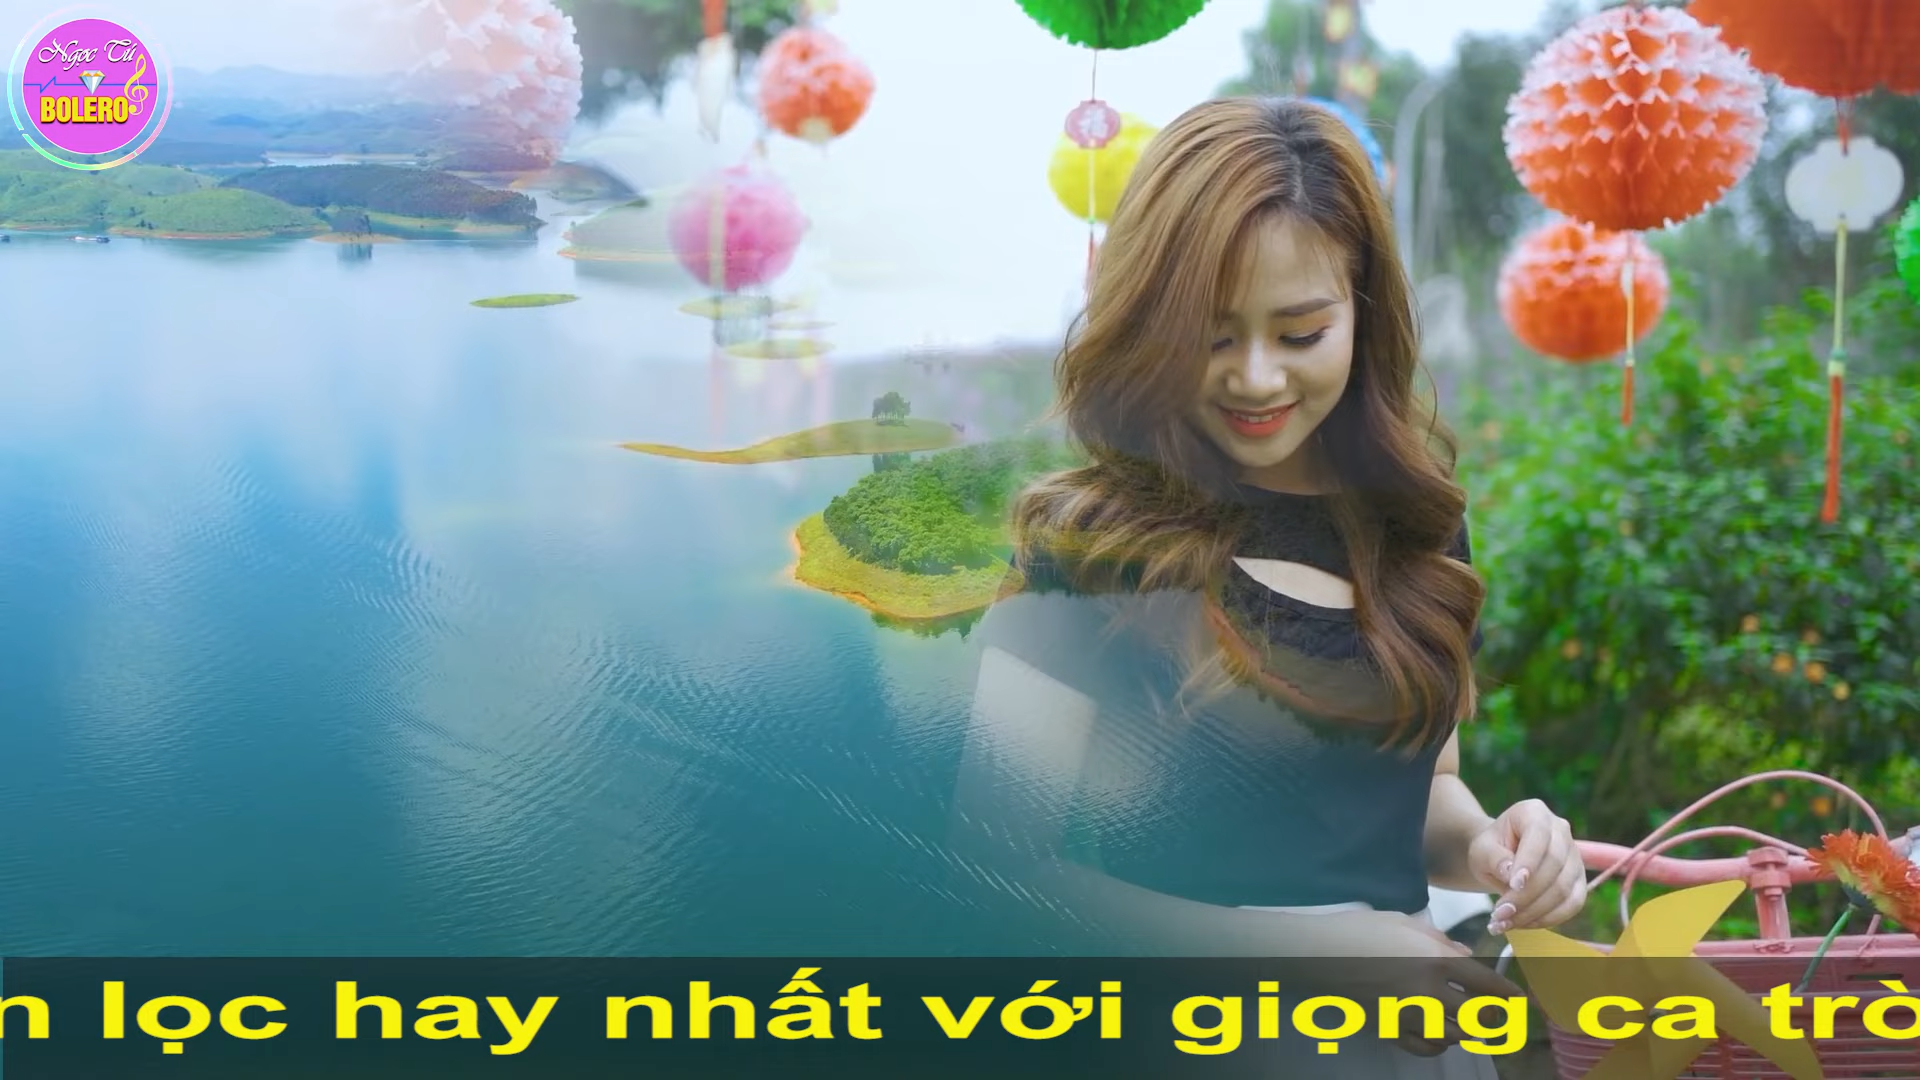 Ngọc Tú
BOLERO
n lọc hay nhất với giọng ca trò